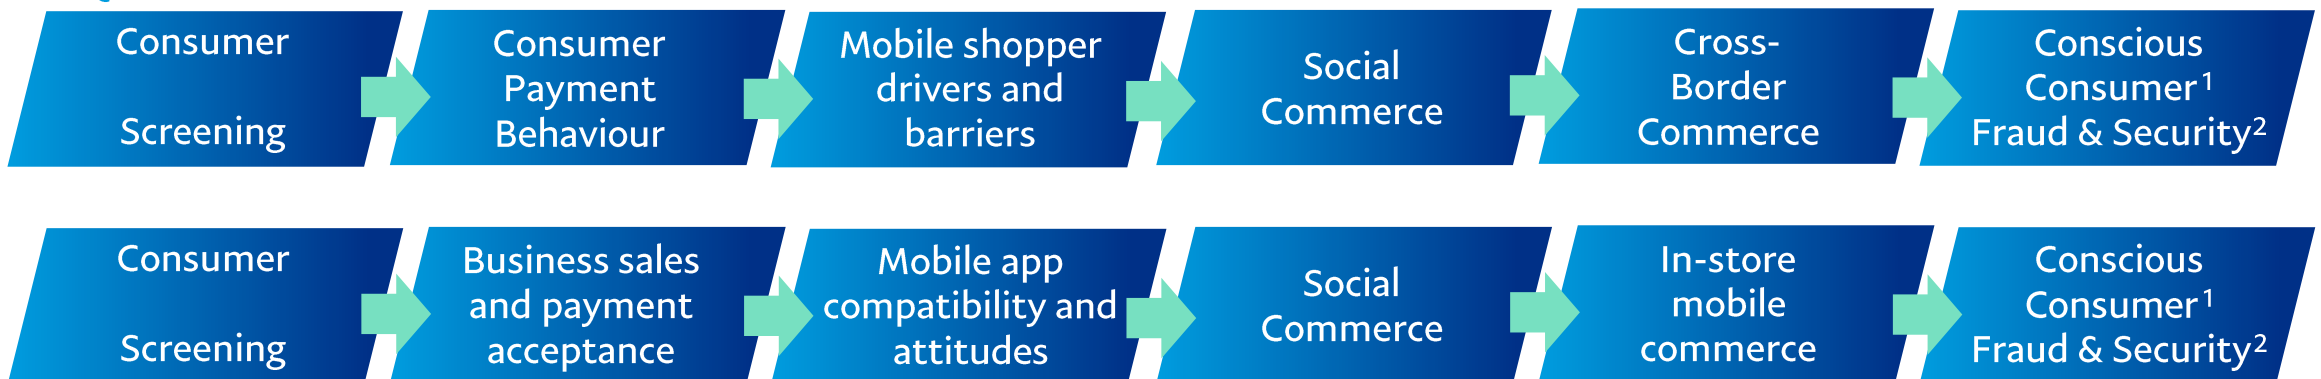 Consumer
Screening
Consumer
Payment
Behaviour
Mobile shopper
drivers and
barriers
Social
Commerce
Cross-
Border
Commerce
Conscious
Consumer¹
Fraud & Security²
Consumer
Screening
Business sales
and payment
acceptance
Mobile app
compatibility and
attitudes
Social
Commerce
In-store
mobile
commerce
Conscious
Consumer¹
Fraud & Security²